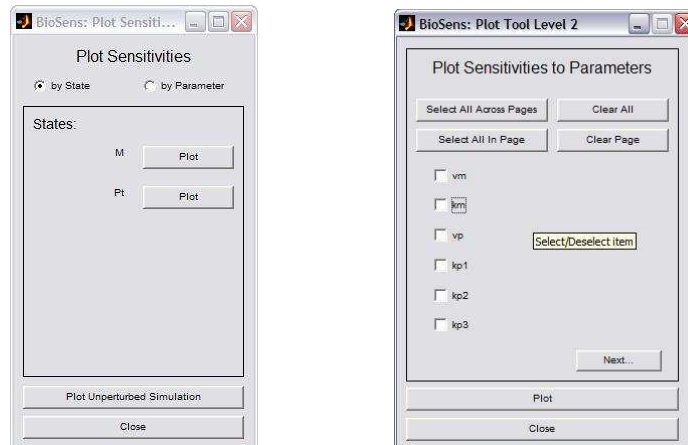 BioSens: Plot Sensiti...
Plot Sensitivities
by State by Parameter
States:
M Plot
Pt Plot
Plot Unperturbed Simulation
Close
BioSens: Plot Tool Level 2
Plot Sensitivities to Parameters
Select All Across Pages Clear All
Select All In Page Clear Page
vm
km
vp
Select/Deselect item
kp1
kp2
kp3
Next...
Plot
Close